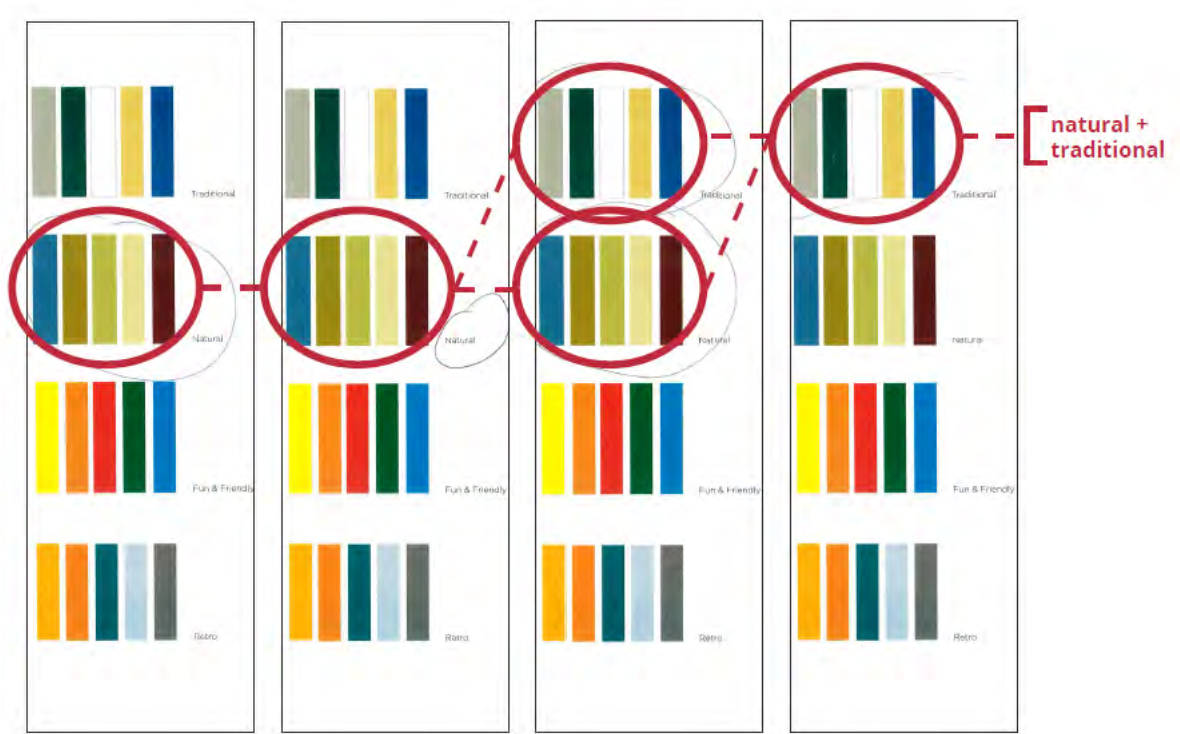 Traditional
Natural
Fun & Friendly
Retro
Traditional
Natural
Fun & Friendly
Retro
Traditional
Natural
Fun & Friendly
Retro
Traditional
Natural
Fun & Friendly
Retro
natural +
traditional